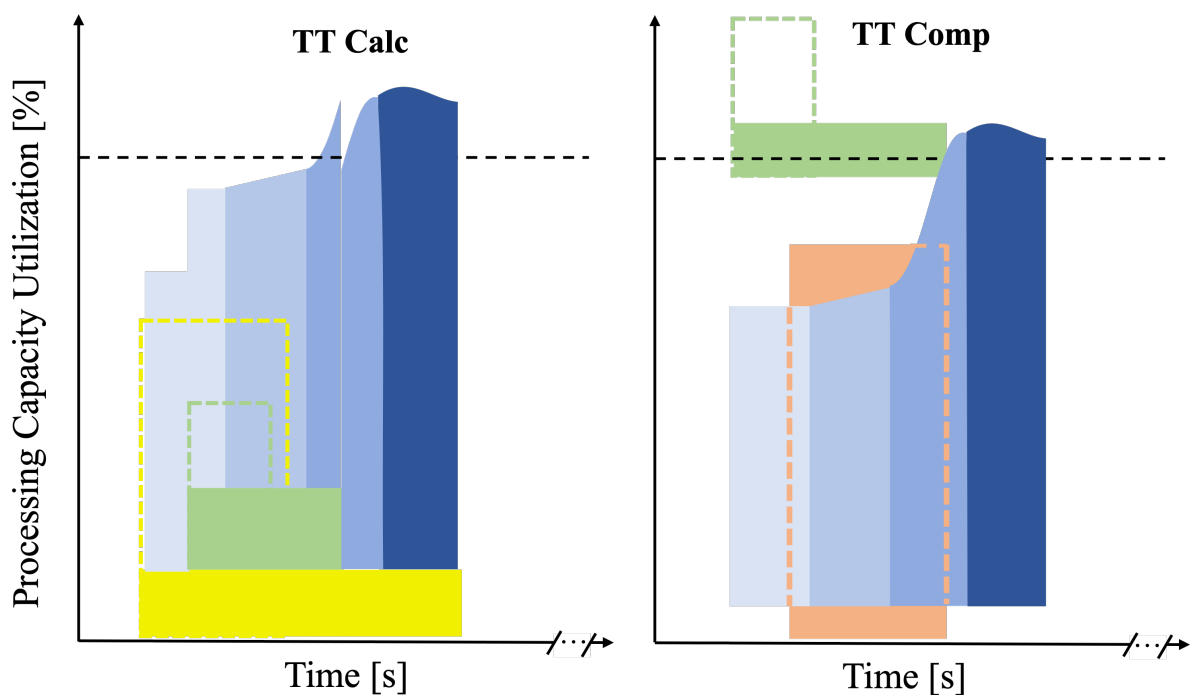 TT Calc
TT Comp
Processing Capacity Utilization [%]
Time [s]
Time [s]